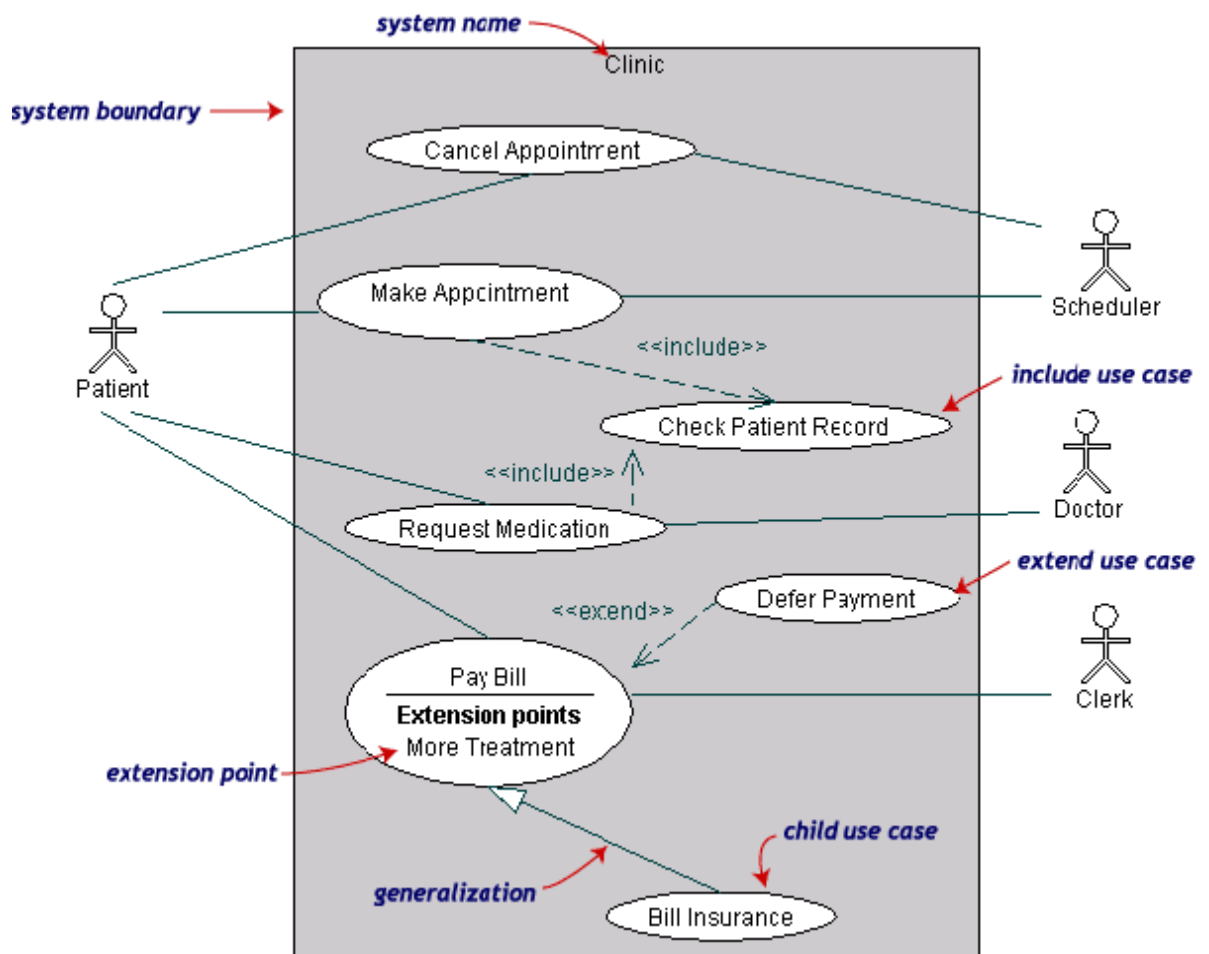 system name
Clinic
system boundary
Cancel Appointment
Make Appointment
Scheduler
<<include>>
Patient
include use case
Check Patient Record
<<include>>
Request Medication
Doctor
extend use case
Defer Payment
<<extend>>
Pay Bill
Clerk
Extension points
More Treatment
extension point
child use case
generalization
Bill Insurance